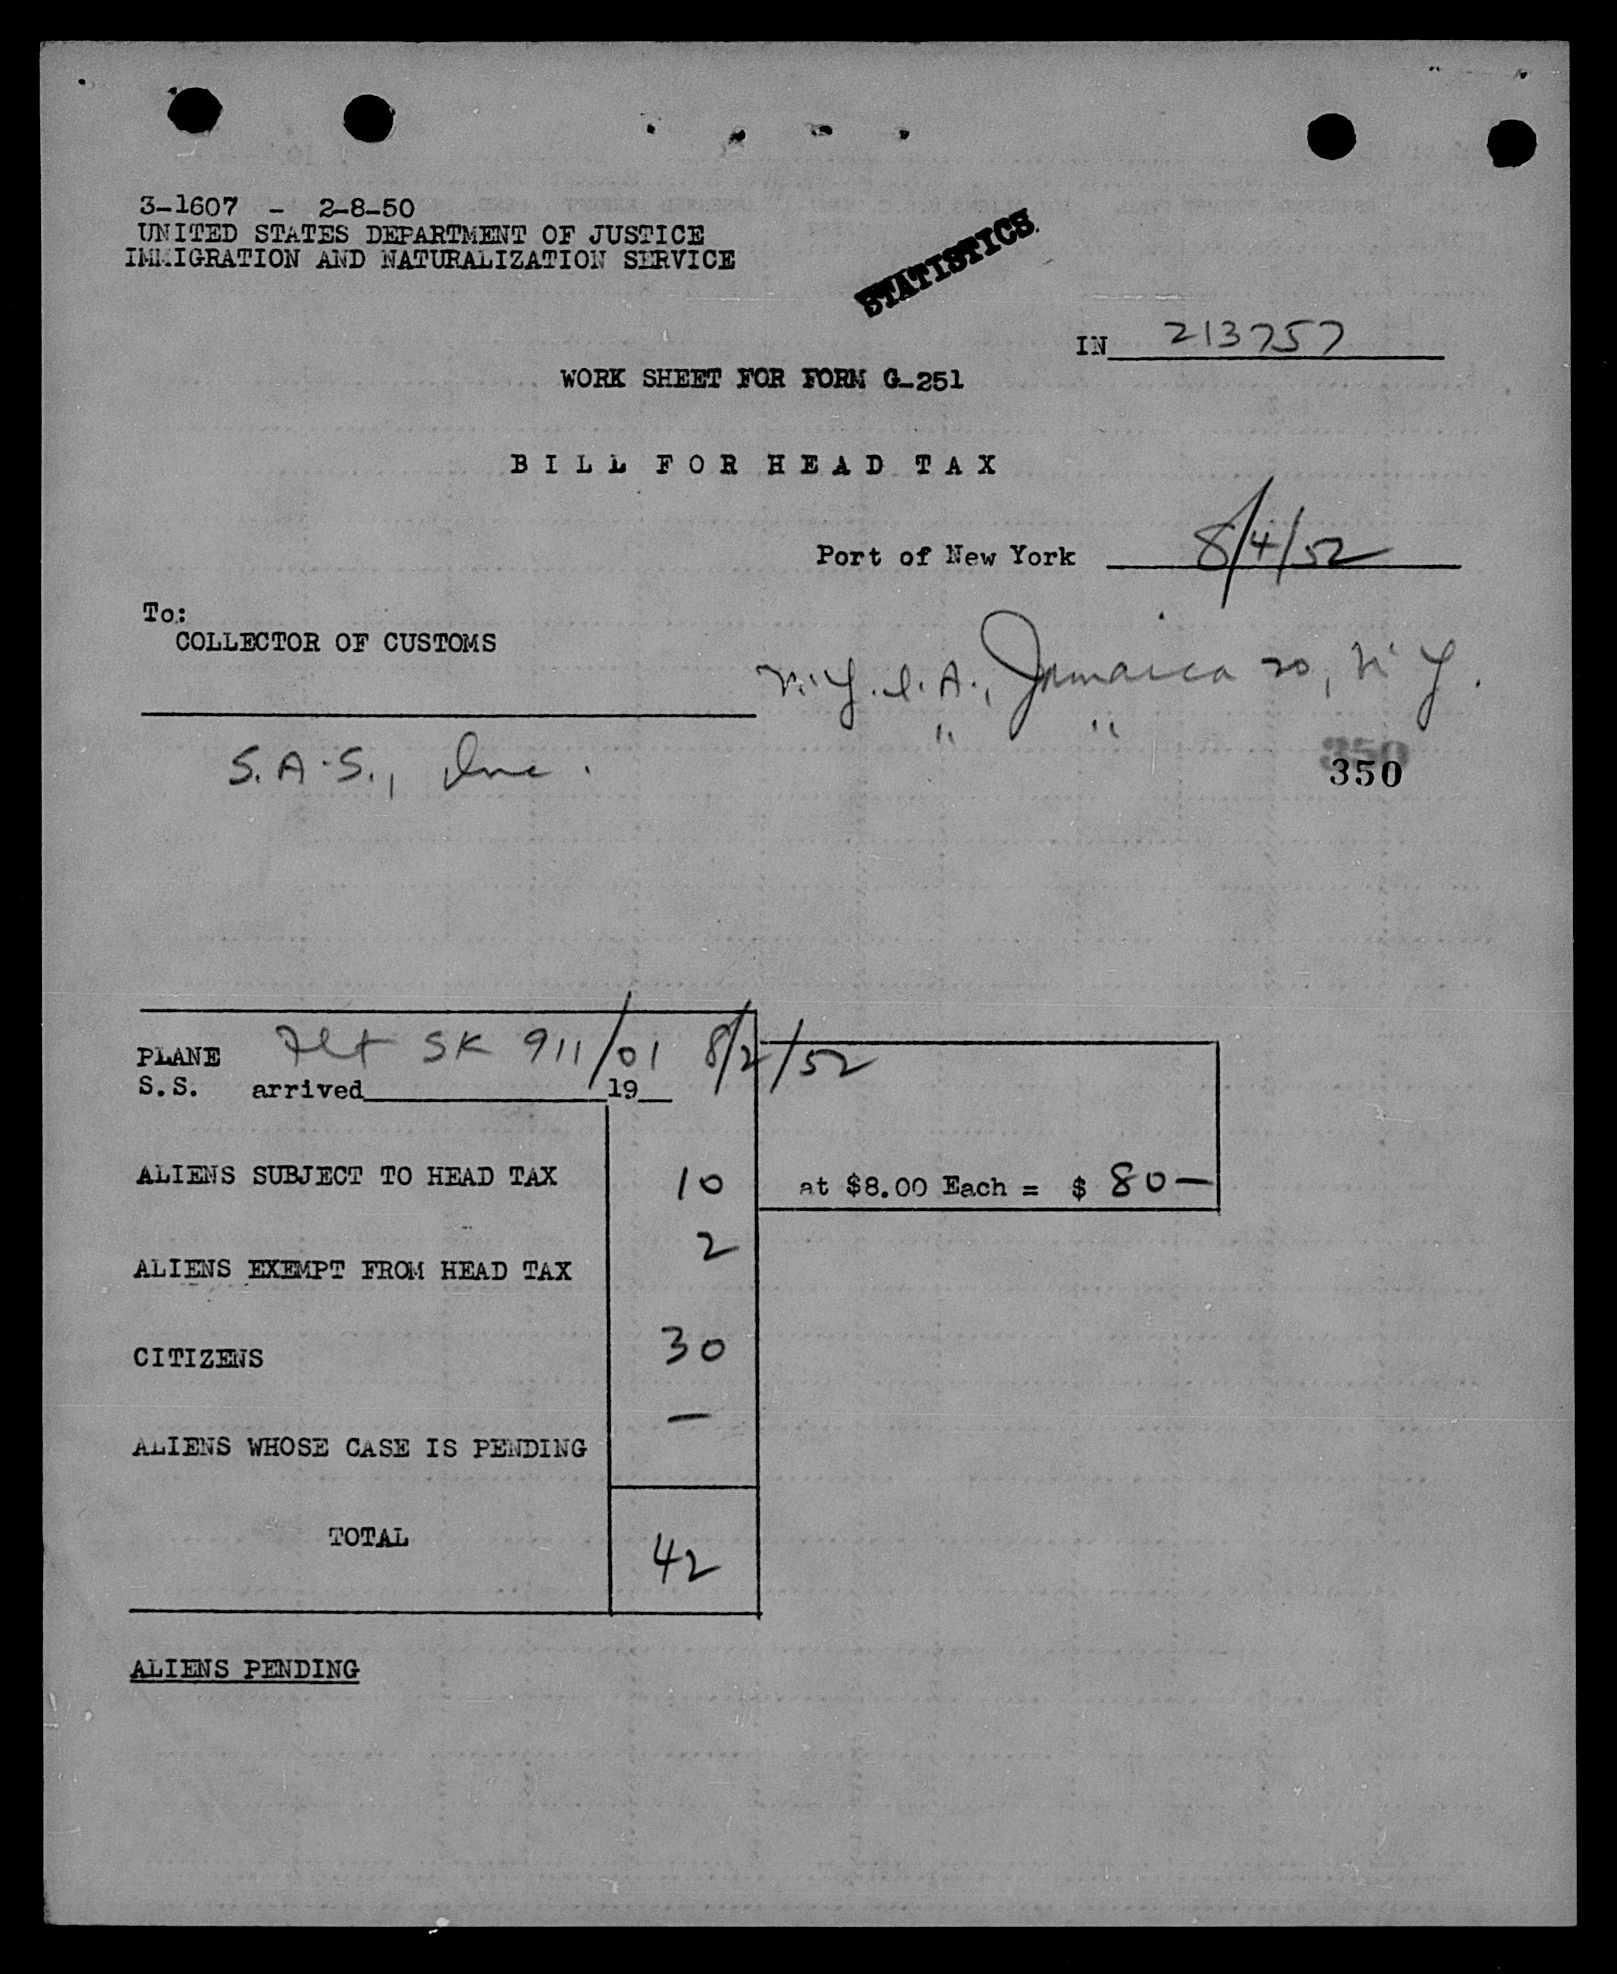 3-1607 - 2-8-50
UNITED STATES DEPARTMENT OF JUSTICE
IMMIGRATION AND NATURALIZATION SERVICE
STATISTICS
IN 213757
WORK SHEET FOR FORM G-251
BILL FOR HEAD TAX
Port of New York 8/4/52
To:
COLLECTOR OF CUSTOMS
N.Y.I.A., Jamaica 20, N.Y.
" "
S.A.S., Inc.
350
350
PLANE Flt SK 911/01 8/2/52
S.S. arrived 19
ALIENS SUBJECT TO HEAD TAX 10 at $8.00 Each = $ 80—
ALIENS EXEMPT FROM HEAD TAX 2
CITIZENS 30
ALIENS WHOSE CASE IS PENDING —
TOTAL 42
ALIENS PENDING